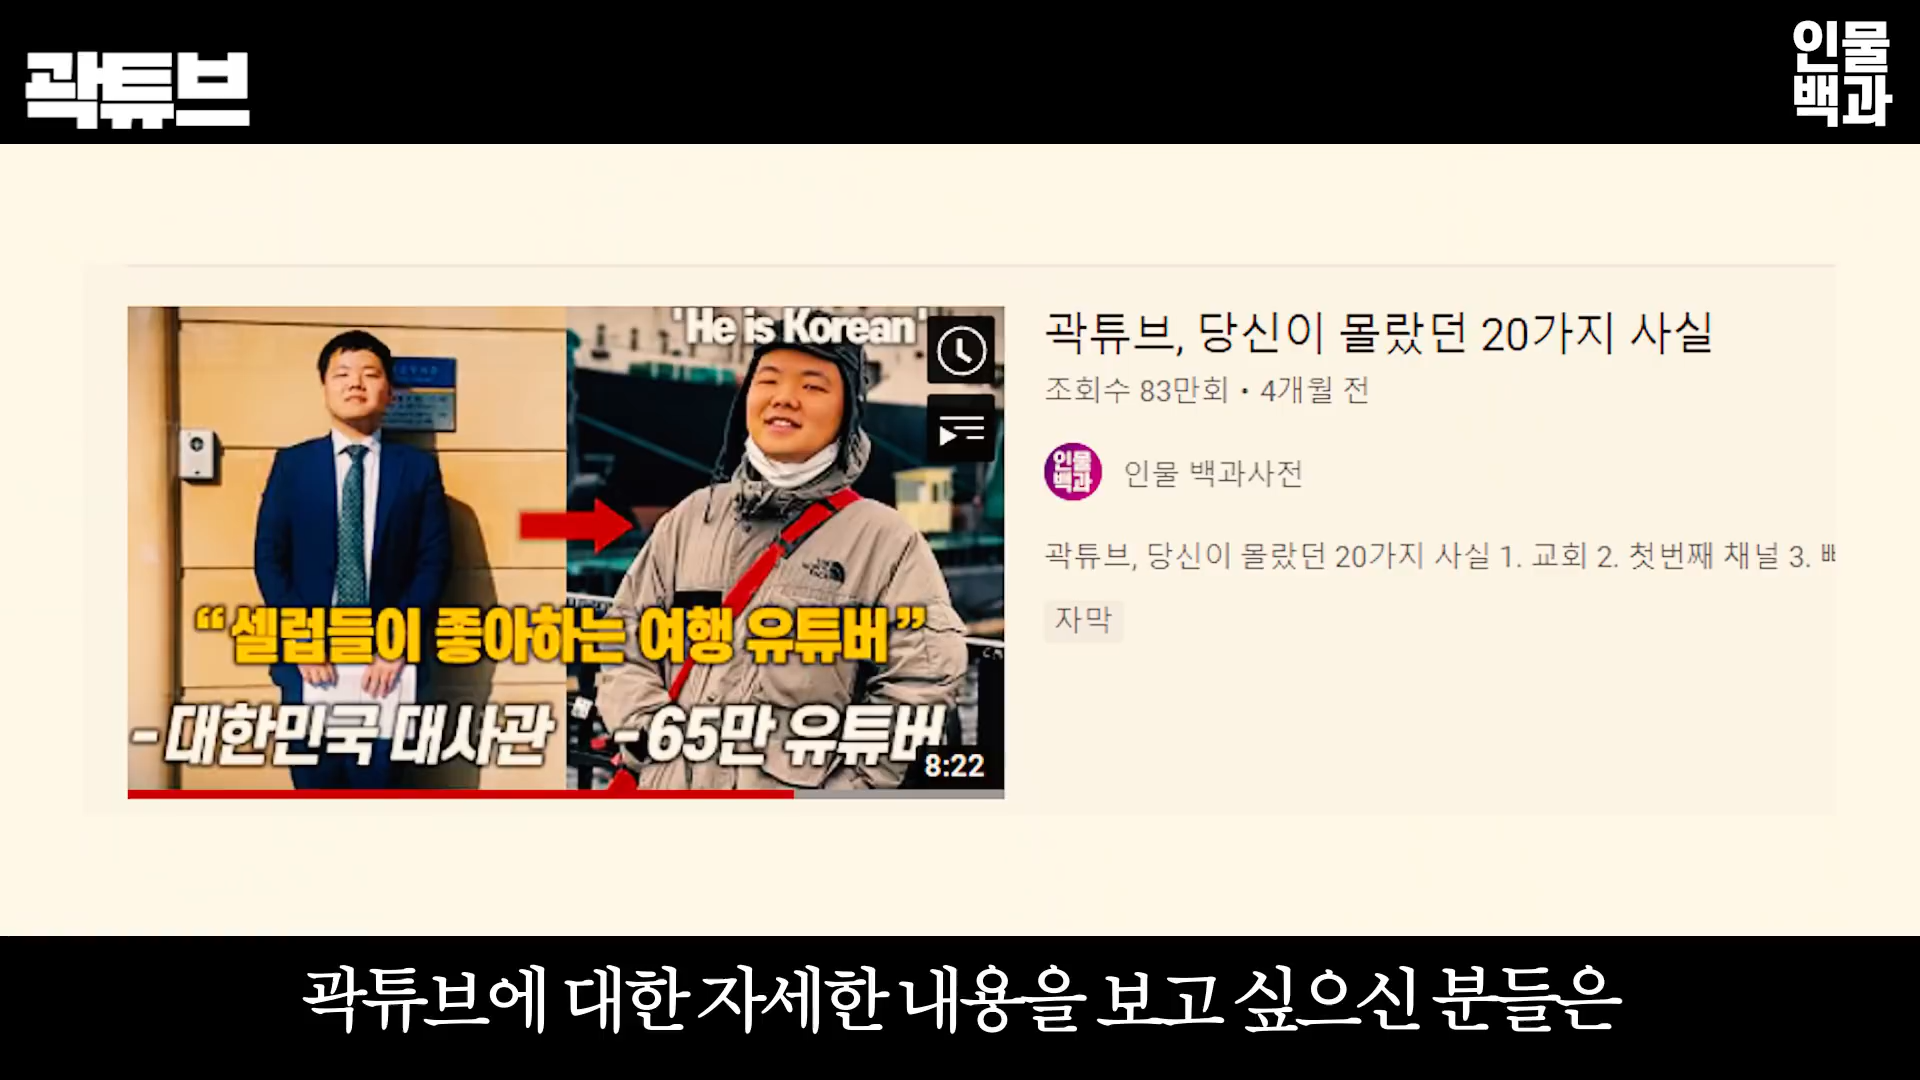 곽튜브
인물
백과
'He is Korean'
“셀럽들이 좋아하는 여행 유튜버”
- 대한민국 대사관
- 65만 유튜버
8:22
곽튜브, 당신이 몰랐던 20가지 사실
조회수 83만회 • 4개월 전
인물
백과
인물 백과사전
곽튜브, 당신이 몰랐던 20가지 사실 1. 교회 2. 첫번째 채널 3.
자막
곽튜브에 대한 자세한 내용을 보고 싶으신 분들은